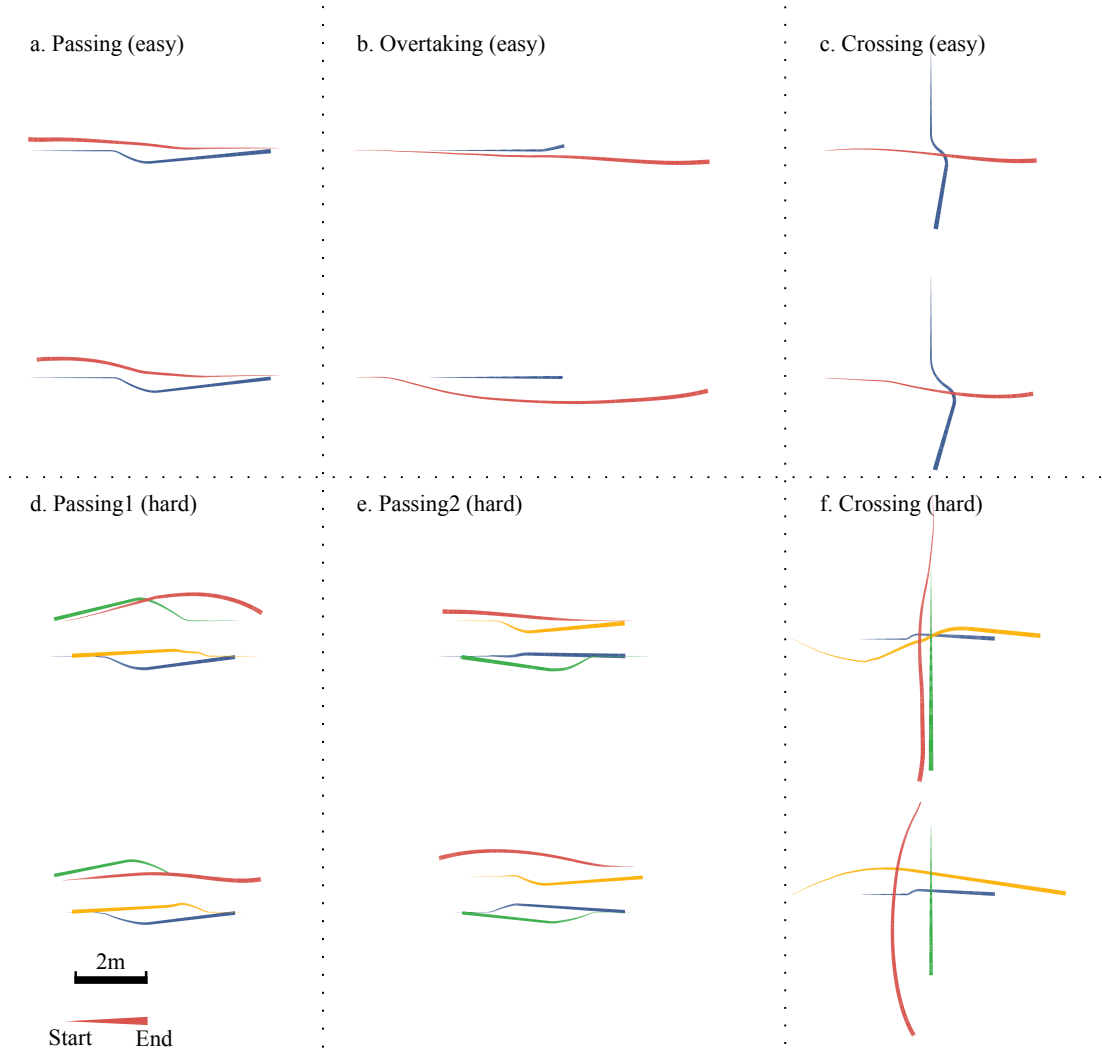 a. Passing (easy)
b. Overtaking (easy)
c. Crossing (easy)
d. Passing1 (hard)
e. Passing2 (hard)
f. Crossing (hard)
2m
Start
End